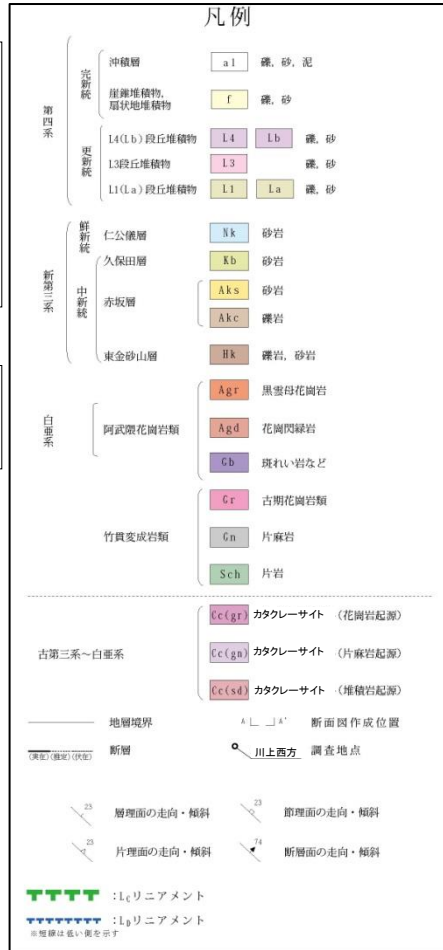 凡例
第四系
完新統
沖積層 al 礫, 砂, 泥
崖錐堆積物,
扇状地堆積物 f 礫, 砂
更新統
L4(Lb)段丘堆積物 L4 Lb 礫, 砂
L3段丘堆積物 L3 礫, 砂
L1(La)段丘堆積物 L1 La 礫, 砂
新第三系
鮮新統
仁公儀層 Nk 砂岩
中新統
久保田層 Kb 砂岩
赤坂層 Aks 砂岩
Akc 礫岩
東金砂山層 Hk 礫岩, 砂岩
白亜系
阿武隈花崗岩類 Agr 黒雲母花崗岩
Agd 花崗閃緑岩
Gb 斑れい岩など
竹貫変成岩類 Gr 古期花崗岩類
Gn 片麻岩
Sch 片岩
古第三系～白亜系 Cc(gr) カタクレーサイト (花崗岩起源)
Cc(gn) カタクレーサイト (片麻岩起源)
Cc(sd) カタクレーサイト (堆積岩起源)
地層境界 A A' 断面図作成位置
(実在)(推定)(伏在) 断層 川上西方 調査地点
25 層理面の走向・傾斜 23 節理面の走向・傾斜
25 片理面の走向・傾斜 74 断層面の走向・傾斜
:LCリニアメント
:LDリニアメント
※短線は低い側を示す